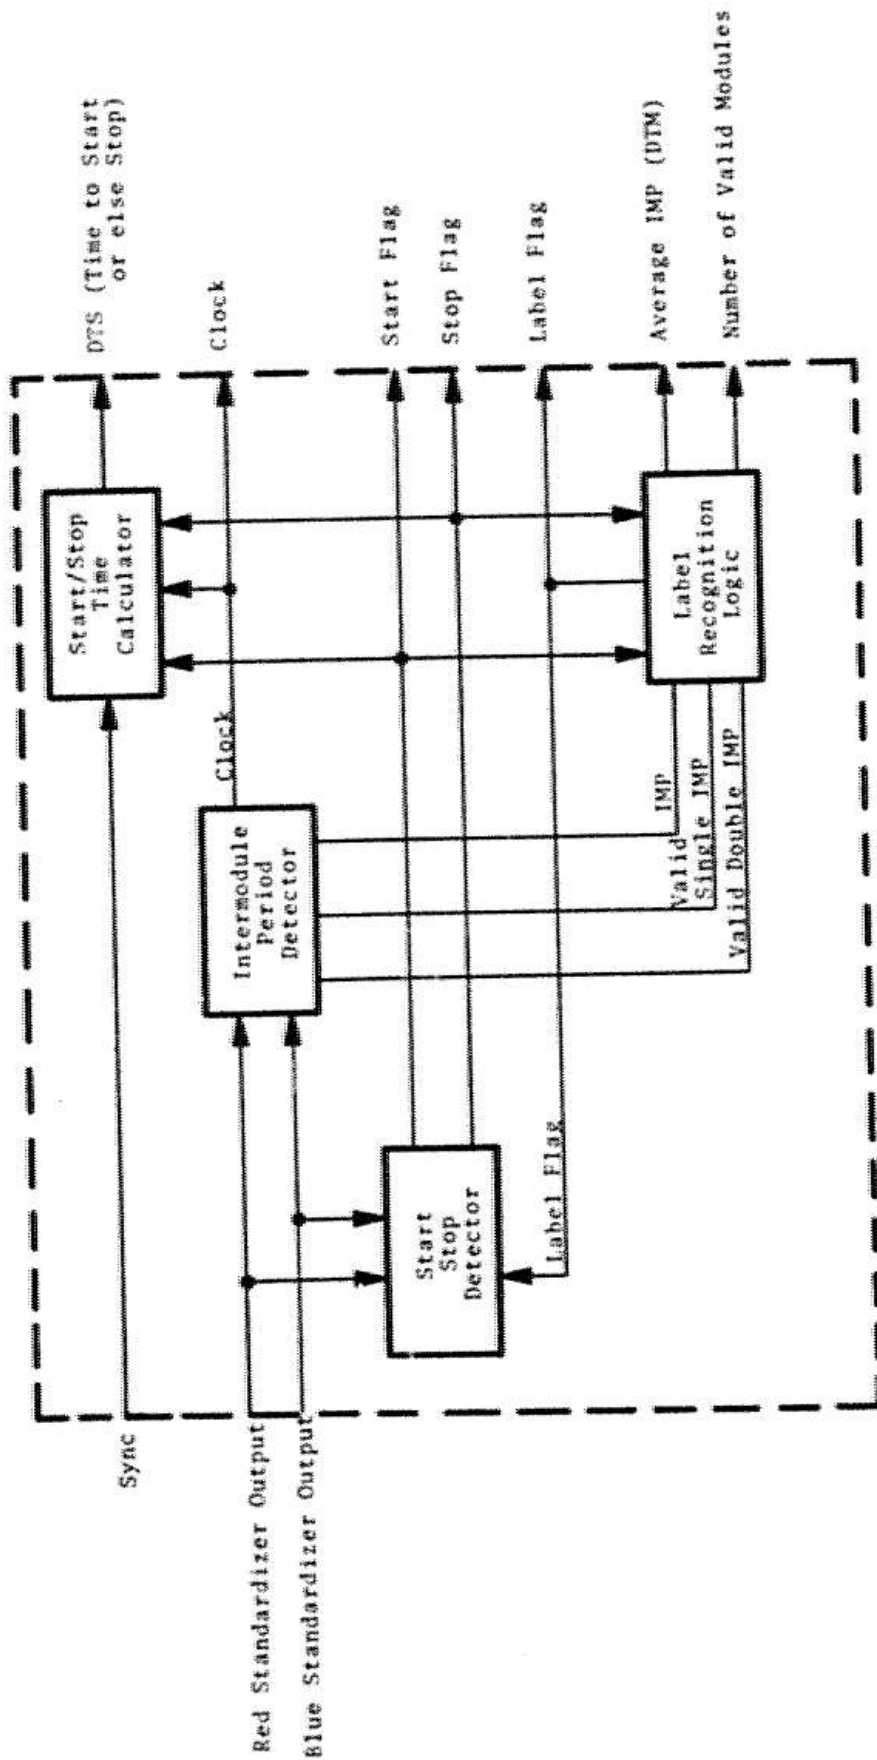 Sync
Red Standardizer Output
Blue Standardizer Output
Start
Stop
Detector
Label Flag
Intermodule
Period
Detector
Clock
IMP
Valid
Single IMP
Valid Double IMP
Start/Stop
Time
Calculator
Label
Recognition
Logic
DTS (Time to Start
or else Stop)
Clock
Start Flag
Stop Flag
Label Flag
Average IMP (DTM)
Number of Valid Modules